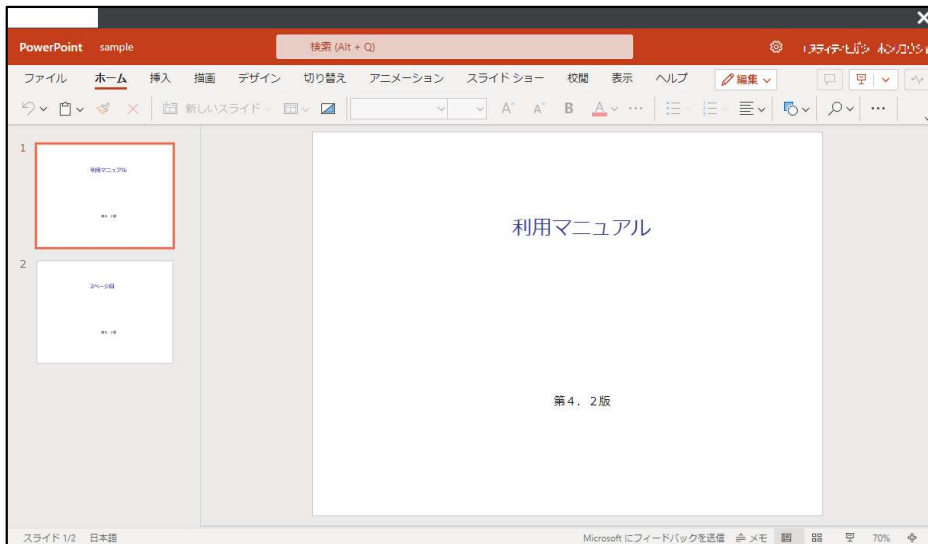 PowerPoint sample 検索 (Alt + Q)
ファイル ホーム 挿入 描画 デザイン 切り替え アニメーション スライド ショー 校閲 表示 ヘルプ 編集
新しいスライド A^ A˅ B A
1
利用マニュアル
2
2ページ目
利用マニュアル
第4．2版
スライド 1/2 日本語 Microsoft にフィードバックを送信 メモ 70%